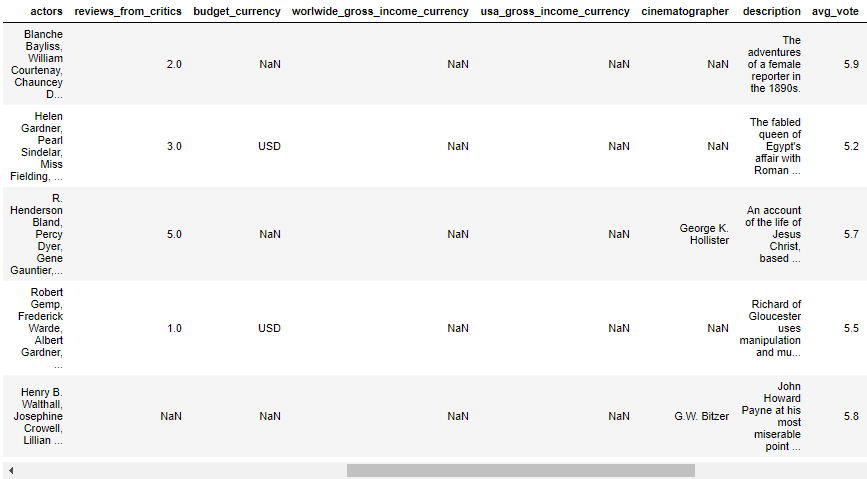 actors reviews_from_critics budget_currency worlwide_gross_income_currency usa_gross_income_currency cinematographer description avg_vote
Blanche
Bayliss,
William
Courtenay,
Chauncey
D...
2.0 NaN NaN NaN NaN
The
adventures
of a female
reporter in
the 1890s.
5.9
Helen
Gardner,
Pearl
Sindelar,
Miss
Fielding, ...
3.0 USD NaN NaN NaN
The fabled
queen of
Egypt's
affair with
Roman ...
5.2
R.
Henderson
Bland,
Percy
Dyer,
Gene
Gauntier,...
5.0 NaN NaN NaN
George K.
Hollister
An account
of the life of
Jesus
Christ,
based ...
5.7
Robert
Gemp,
Frederick
Warde,
Albert
Gardner,
...
1.0 USD NaN NaN NaN
Richard of
Gloucester
uses
manipulation
and mu...
5.5
Henry B.
Walthall,
Josephine
Crowell,
Lillian ...
NaN NaN NaN NaN G.W. Bitzer
John
Howard
Payne at his
most
miserable
point ...
5.8